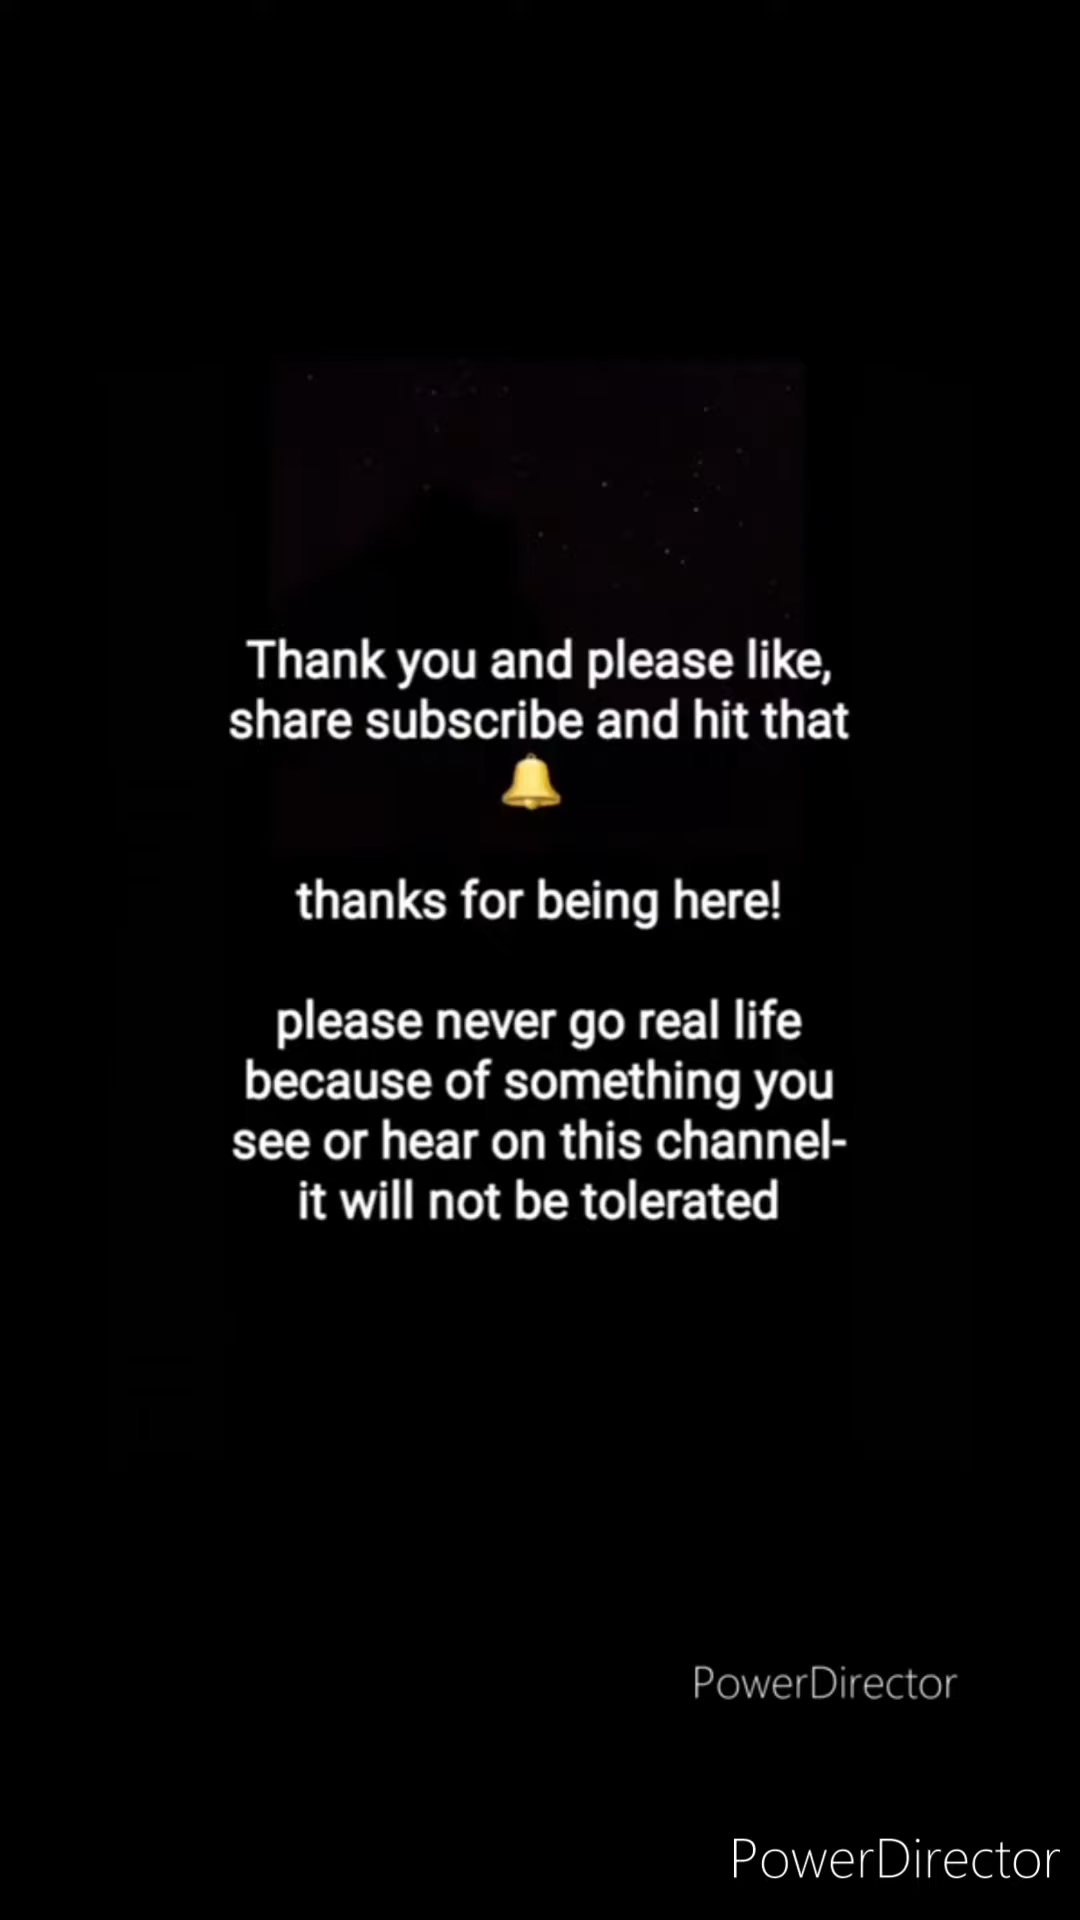 Thank you and please like,
share subscribe and hit that
🔔
thanks for being here!
please never go real life
because of something you
see or hear on this channel-
it will not be tolerated
PowerDirector
PowerDirector